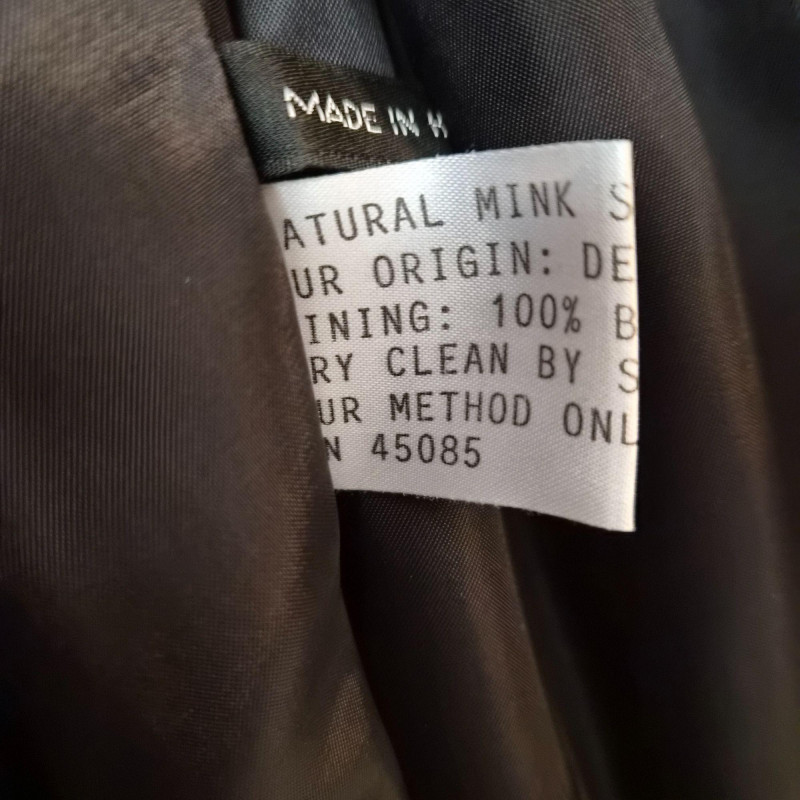 MADE IN H
ATURAL MINK S
UR ORIGIN: DE
INING: 100% B
RY CLEAN BY S
UR METHOD ONL
N 45085